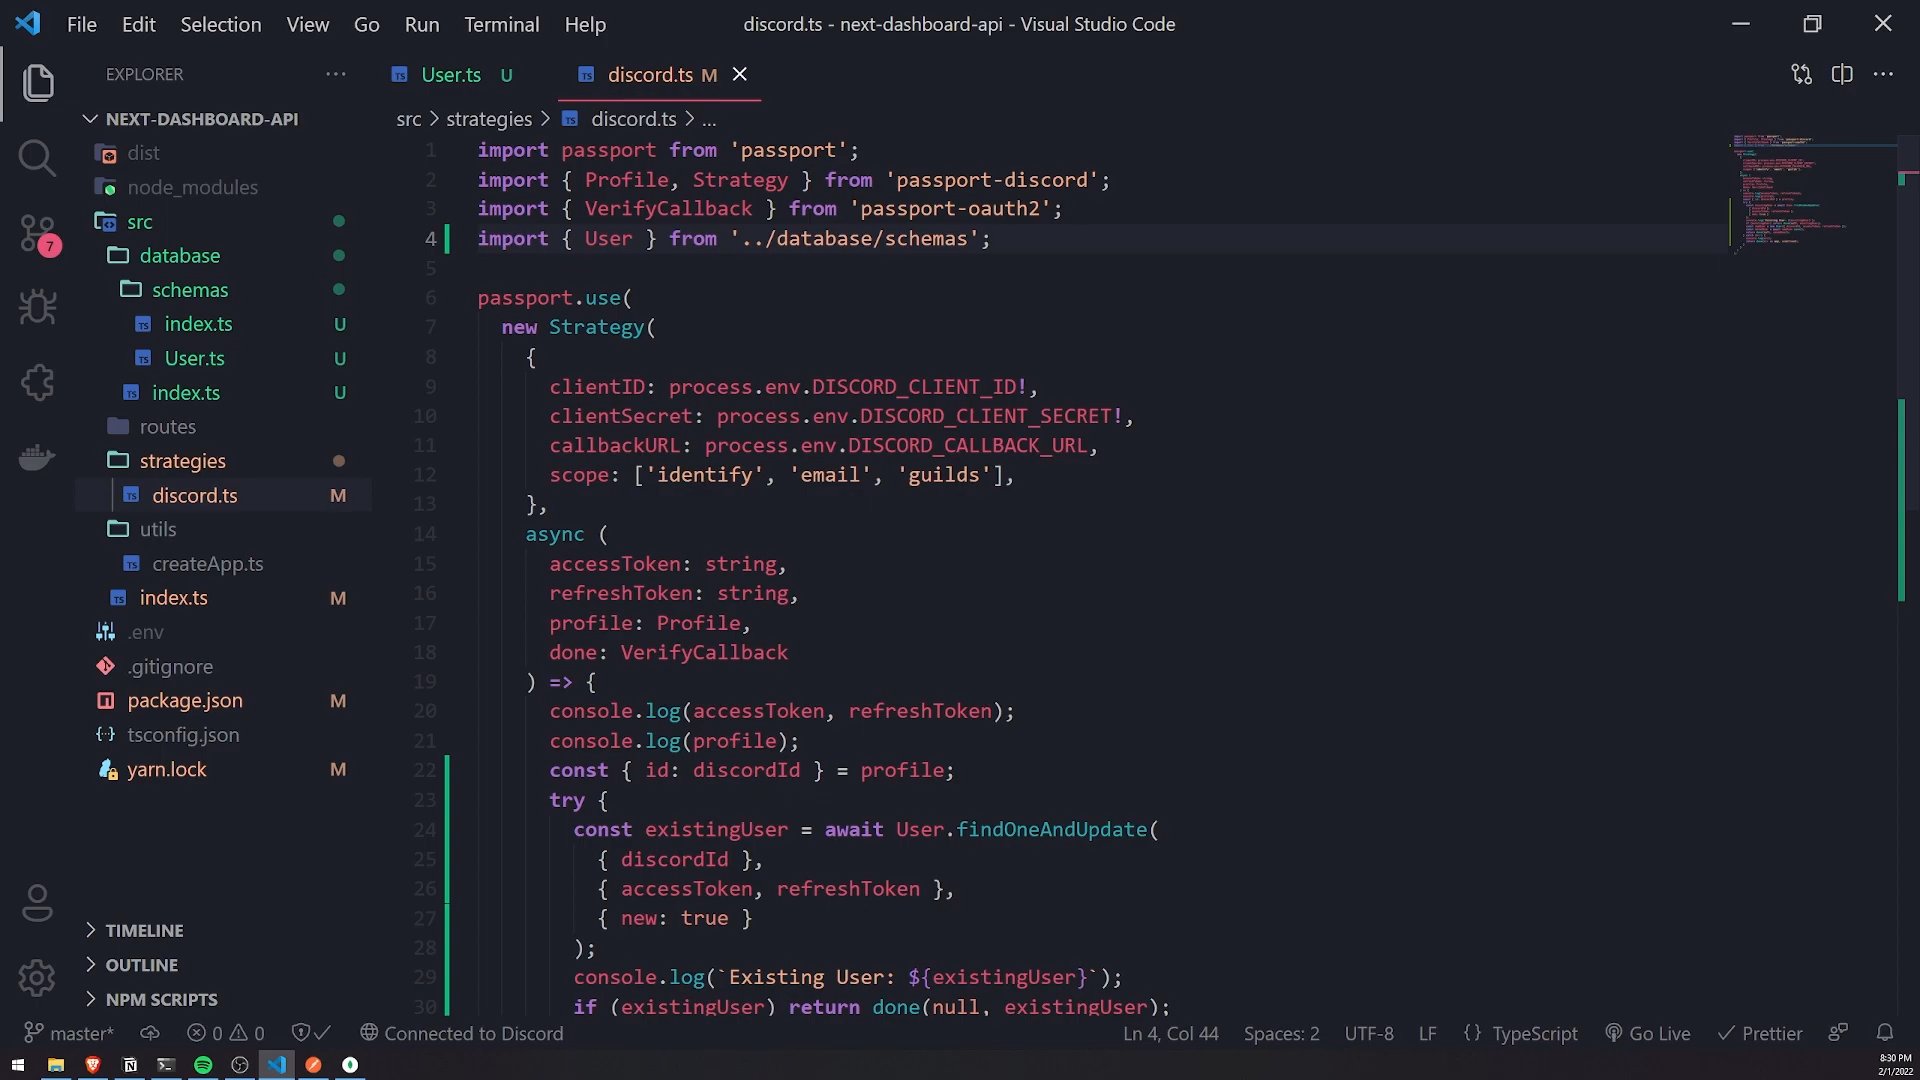 File Edit Selection View Go Run Terminal Help
discord.ts - next-dashboard-api - Visual Studio Code
EXPLORER
NEXT-DASHBOARD-API
dist
node_modules
src
database
schemas
index.ts U
User.ts U
index.ts U
routes
strategies
discord.ts M
utils
createApp.ts
index.ts M
.env
.gitignore
package.json M
tsconfig.json
yarn.lock M
TIMELINE
OUTLINE
NPM SCRIPTS
7
TS User.ts U
TS discord.ts M
src > strategies > TS discord.ts > ...
1 import passport from 'passport';
2 import { Profile, Strategy } from 'passport-discord';
3 import { VerifyCallback } from 'passport-oauth2';
4 import { User } from '../database/schemas';
5
6 passport.use(
7 new Strategy(
8 {
9 clientID: process.env.DISCORD_CLIENT_ID!,
10 clientSecret: process.env.DISCORD_CLIENT_SECRET!,
11 callbackURL: process.env.DISCORD_CALLBACK_URL,
12 scope: ['identify', 'email', 'guilds'],
13 },
14 async (
15 accessToken: string,
16 refreshToken: string,
17 profile: Profile,
18 done: VerifyCallback
19 ) => {
20 console.log(accessToken, refreshToken);
21 console.log(profile);
22 const { id: discordId } = profile;
23 try {
24 const existingUser = await User.findOneAndUpdate(
25 { discordId },
26 { accessToken, refreshToken },
27 { new: true }
28 );
29 console.log(`Existing User: ${existingUser}`);
30 if (existingUser) return done(null, existingUser);
master* 0 0 Connected to Discord
Ln 4, Col 44 Spaces: 2 UTF-8 LF {} TypeScript Go Live Prettier
8:30 PM
2/1/2022